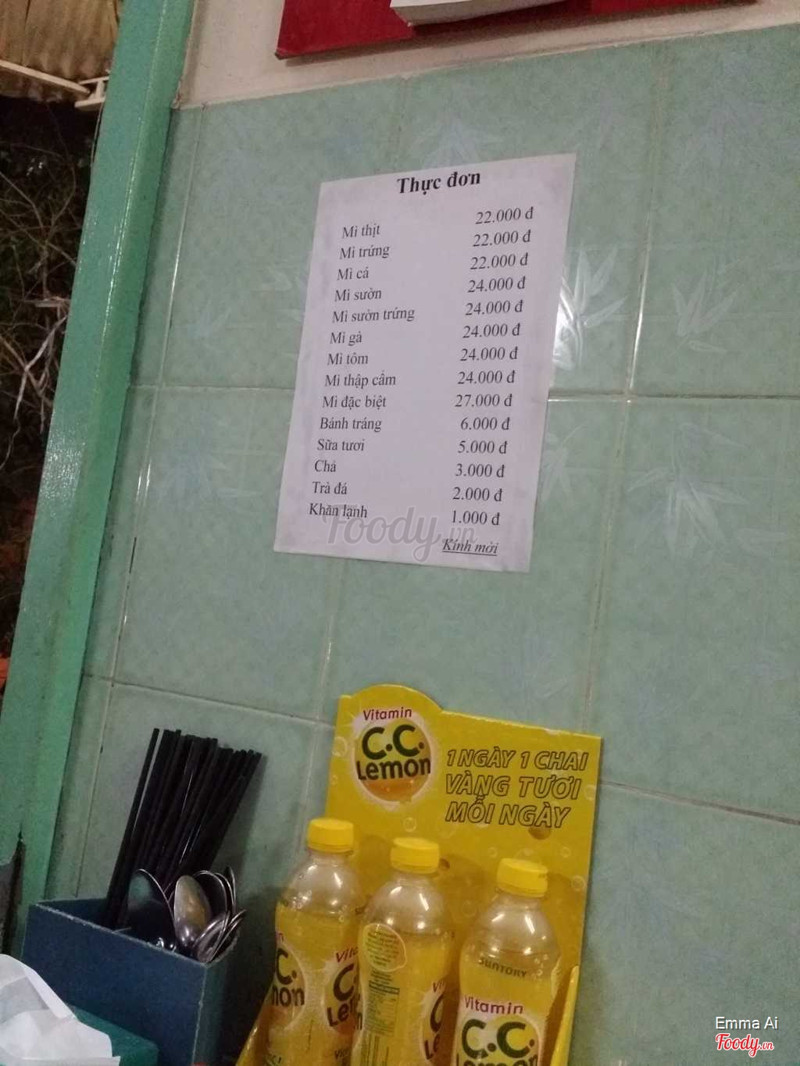 Thực đơn
Mì thịt 22.000 đ
Mì trứng 22.000 đ
Mì cá 22.000 đ
Mì sườn 24.000 đ
Mì sườn trứng 24.000 đ
Mì gà 24.000 đ
Mì tôm 24.000 đ
Mì thập cẩm 24.000 đ
Mì đặc biệt 27.000 đ
Bánh tráng 6.000 đ
Sữa tươi 5.000 đ
Chả 3.000 đ
Trà đá 2.000 đ
Khăn lạnh 1.000 đ
Foody.vn
Kính mời
Vitamin
C.C.
Lemon
1 NGÀY 1 CHAI
VÀNG TƯƠI
MỖI NGÀY
SUNTORY
Vitamin
C.C.
Lemon
Emma Ai
Foody.vn